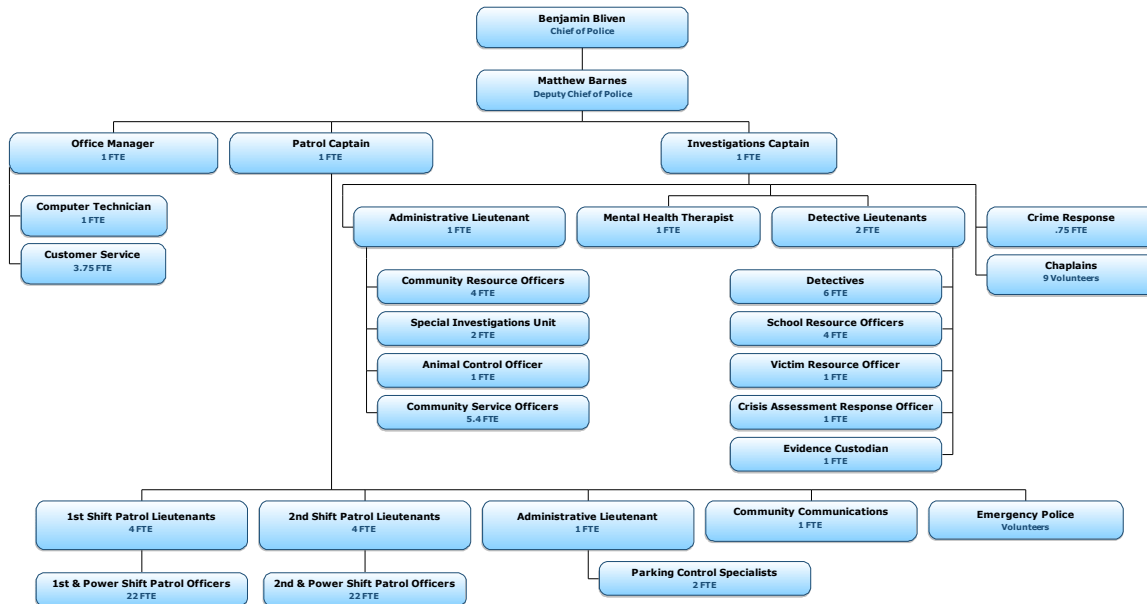 Benjamin Bliven
Chief of Police
Matthew Barnes
Deputy Chief of Police
Office Manager
1 FTE
Patrol Captain
1 FTE
Investigations Captain
1 FTE
Computer Technician
1 FTE
Customer Service
3.75 FTE
Administrative Lieutenant
1 FTE
Mental Health Therapist
1 FTE
Detective Lieutenants
2 FTE
Crime Response
.75 FTE
Chaplains
9 Volunteers
Community Resource Officers
4 FTE
Special Investigations Unit
2 FTE
Animal Control Officer
1 FTE
Community Service Officers
5.4 FTE
Detectives
6 FTE
School Resource Officers
4 FTE
Victim Resource Officer
1 FTE
Crisis Assessment Response Officer
1 FTE
Evidence Custodian
1 FTE
1st Shift Patrol Lieutenants
4 FTE
2nd Shift Patrol Lieutenants
4 FTE
Administrative Lieutenant
1 FTE
Community Communications
1 FTE
Emergency Police
Volunteers
1st & Power Shift Patrol Officers
22 FTE
2nd & Power Shift Patrol Officers
22 FTE
Parking Control Specialists
2 FTE